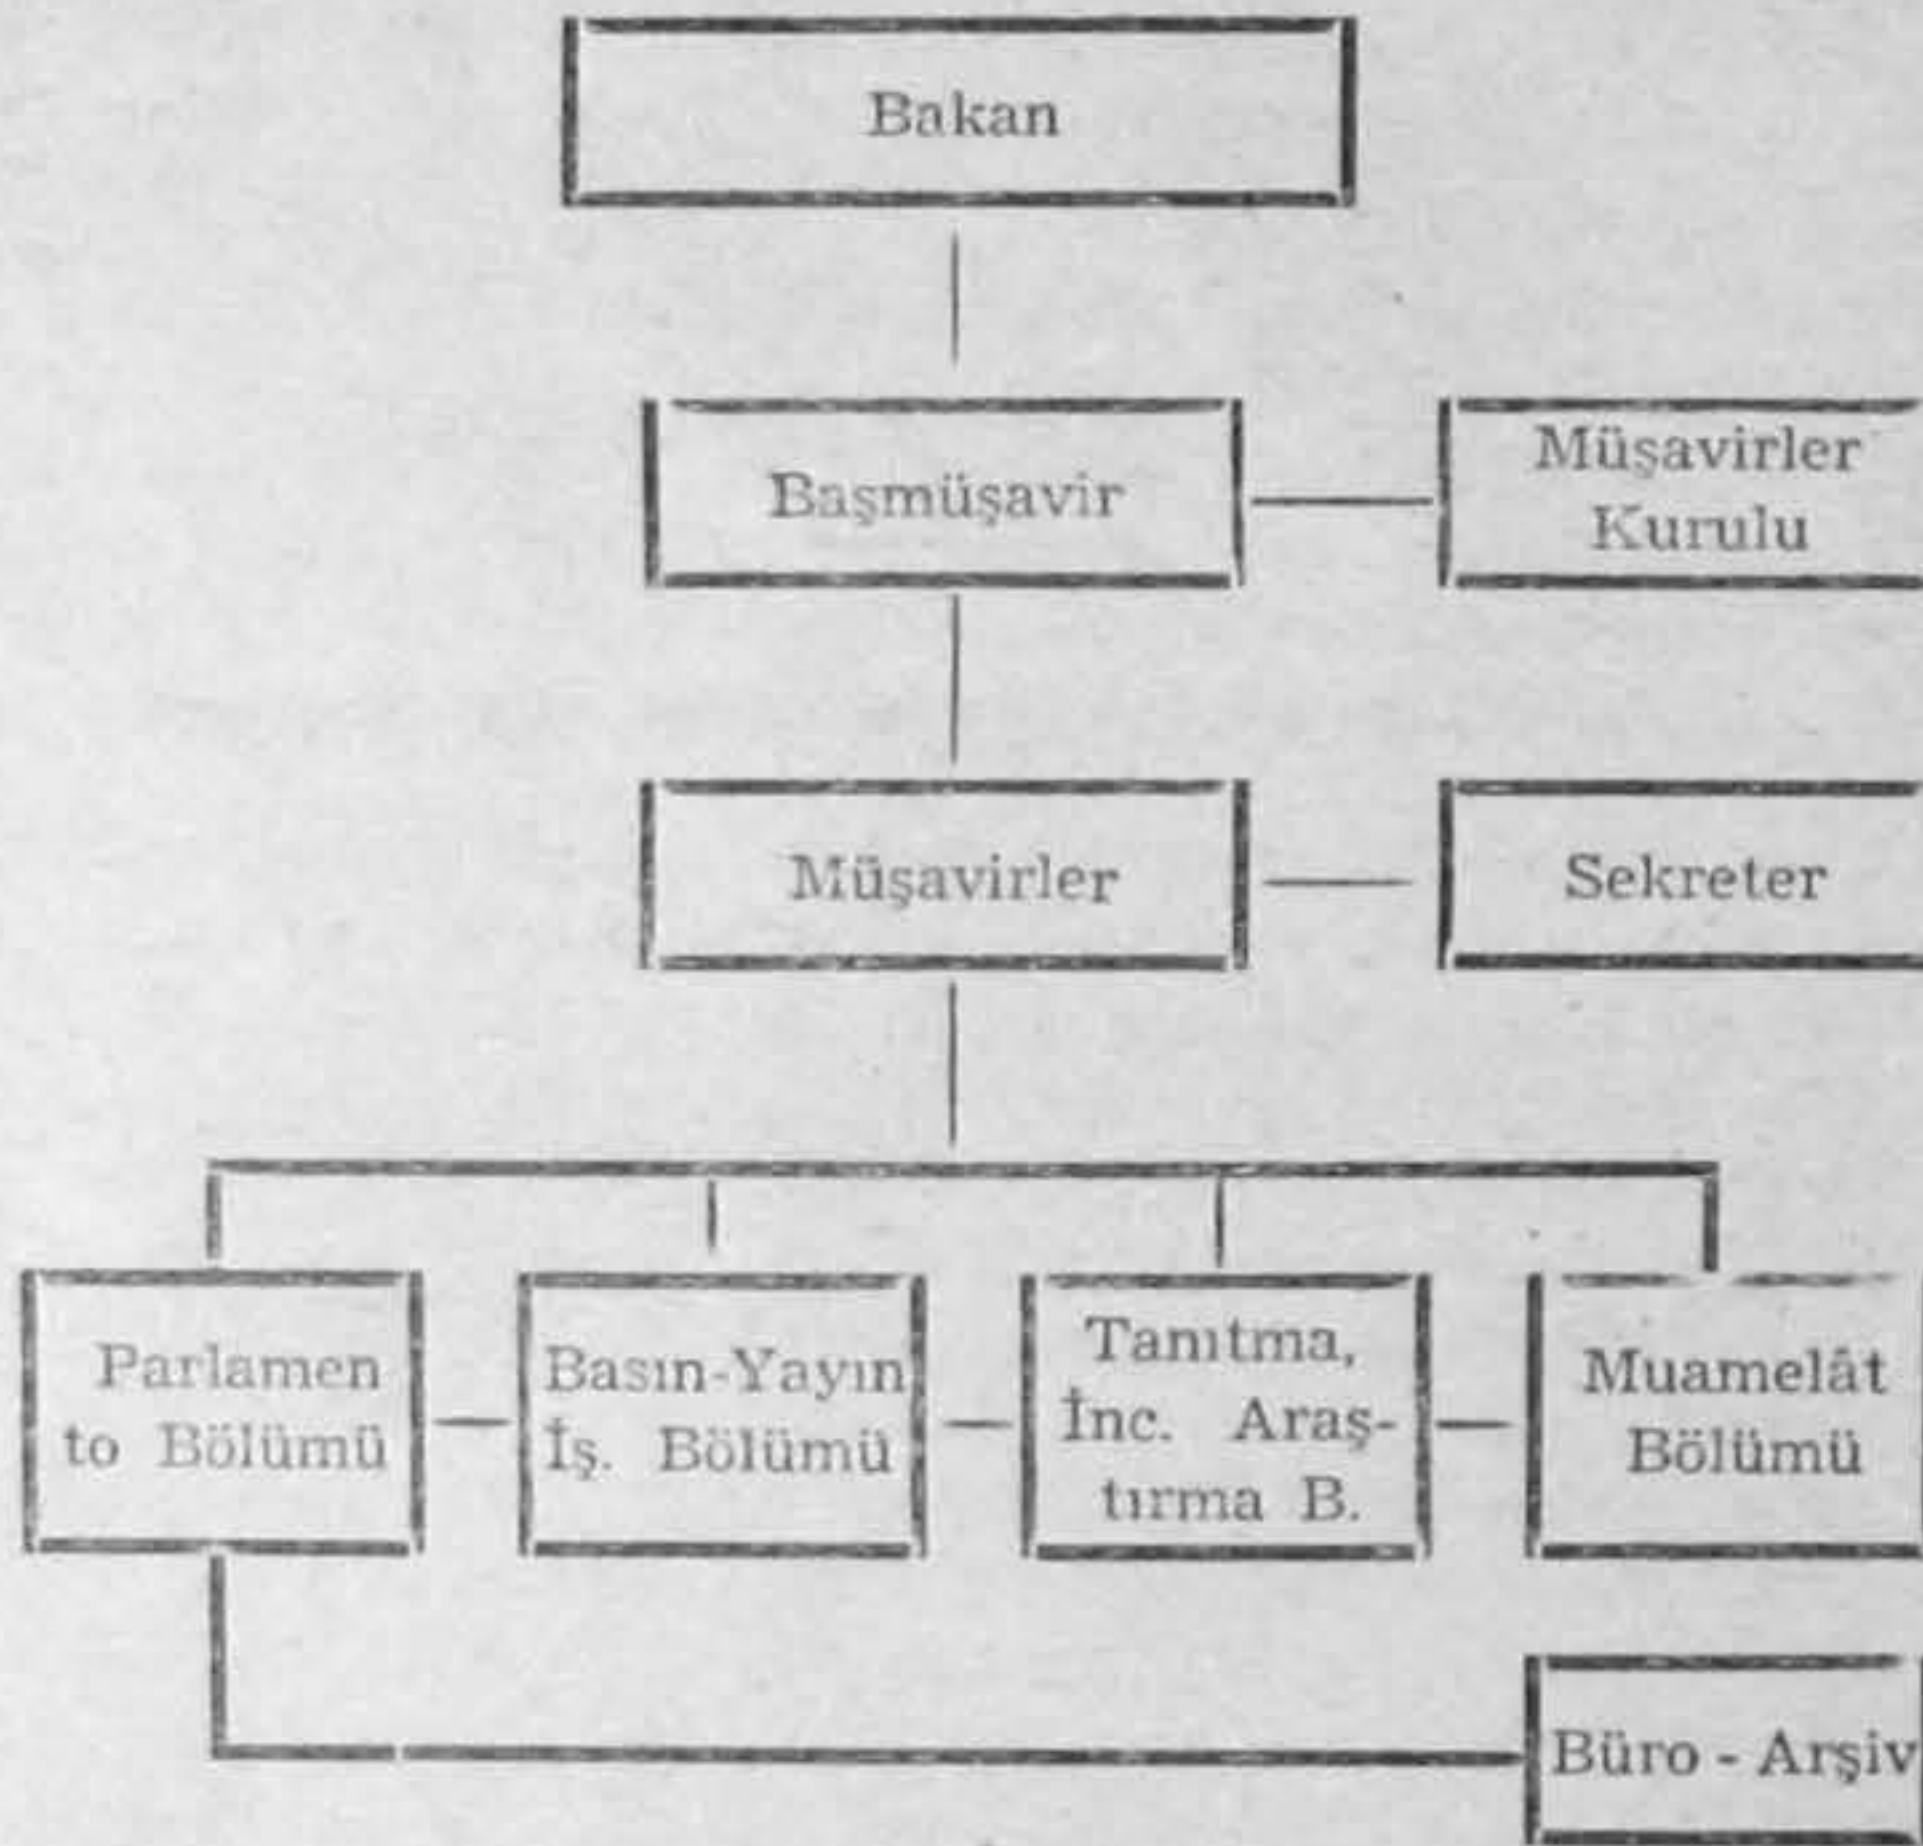 Bakan
Başmüşavir
Müşavirler
Kurulu
Müşavirler
Sekreter
Parlamen
to Bölümü
Basın-Yayın
İş. Bölümü
Tanıtma,
İnc. Araş-
tırma B.
Muamelât
Bölümü
Büro - Arşiv